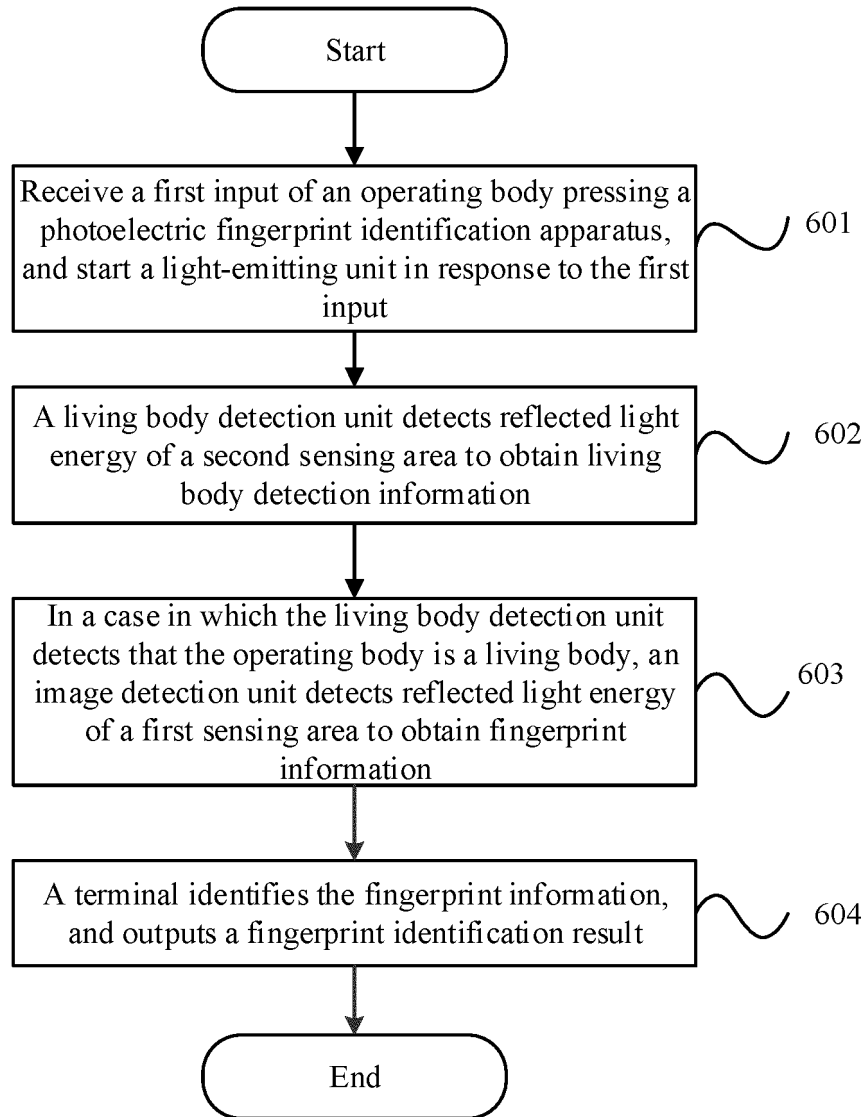 Start
Receive a first input of an operating body pressing a
photoelectric fingerprint identification apparatus,
and start a light-emitting unit in response to the first
input
601
A living body detection unit detects reflected light
energy of a second sensing area to obtain living
body detection information
602
In a case in which the living body detection unit
detects that the operating body is a living body, an
image detection unit detects reflected light energy
of a first sensing area to obtain fingerprint
information
603
A terminal identifies the fingerprint information,
and outputs a fingerprint identification result
604
End